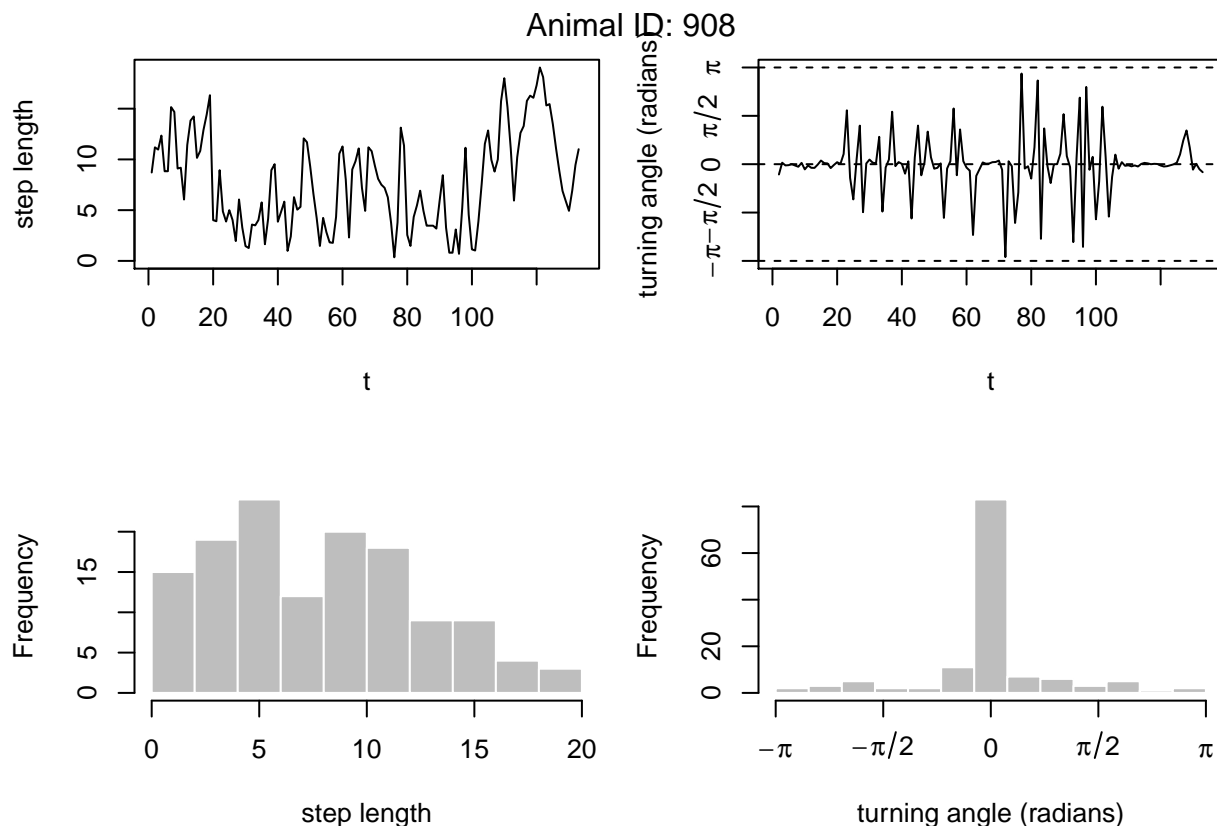 Animal ID: 908
step length
0 5 10
0 20 40 60 80 100
t
turning angle (radians)
−π −π/2 0 π/2 π
0 20 40 60 80 100
t
Frequency
0 5 15
0 5 10 15 20
step length
Frequency
0 20 60
−π −π/2 0 π/2 π
turning angle (radians)